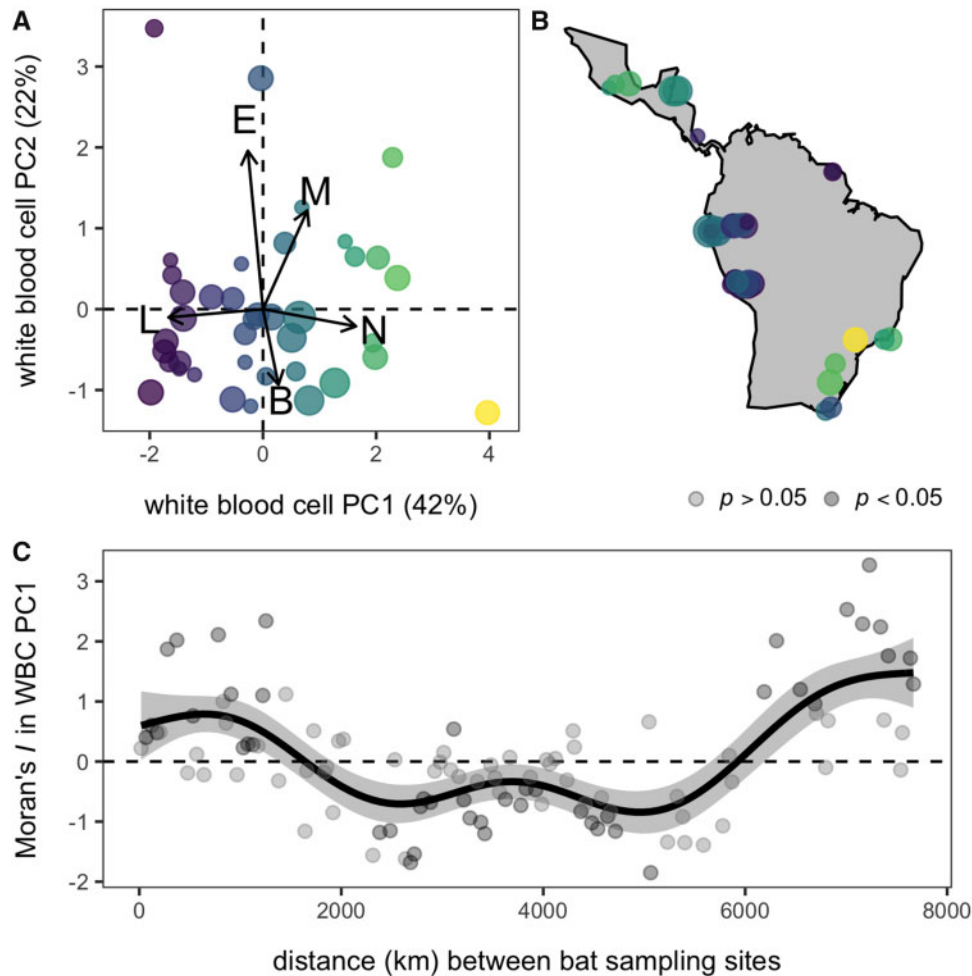 A
B
3
2
1
0
-1
white blood cell PC2 (22%)
E
M
L
N
B
-2 0 2 4
white blood cell PC1 (42%)
p > 0.05 p < 0.05
C
3
2
1
0
-1
-2
Moran's I in WBC PC1
0 2000 4000 6000 8000
distance (km) between bat sampling sites